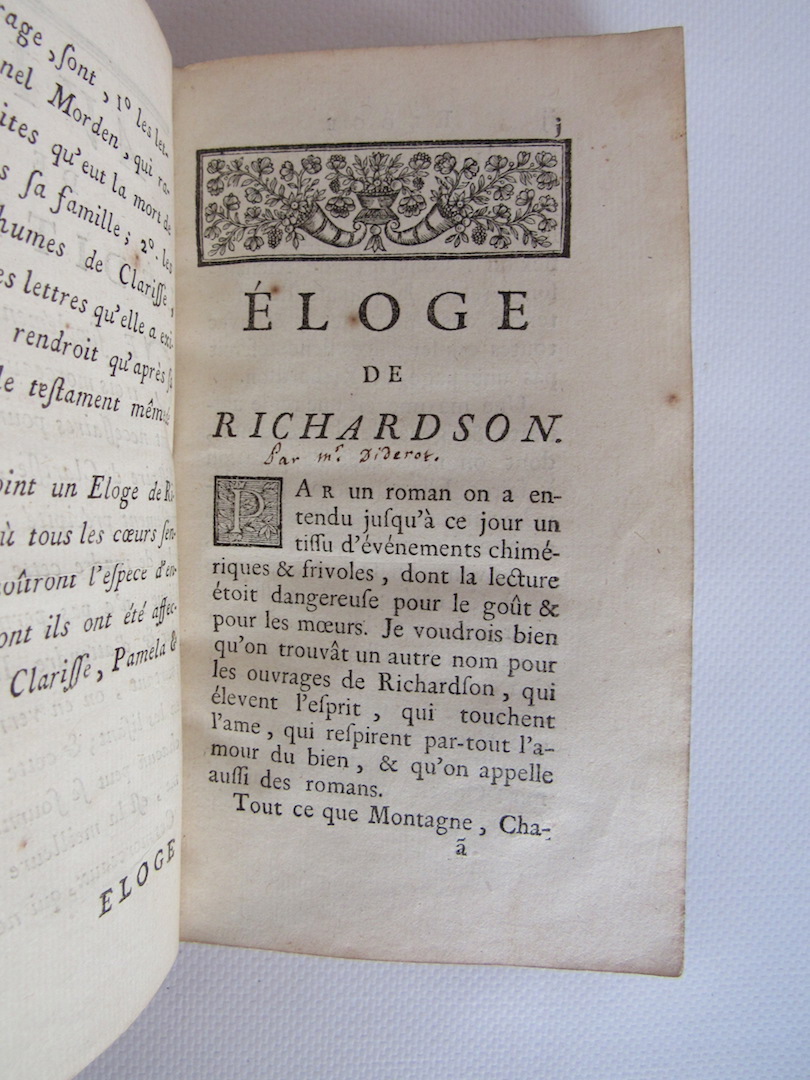 rage, ſont, 1º les let-
nel Morden, qui ra-
ites qu'eut la mort de
s ſa famille; 2º. les
humes de Clariſſe,
es lettres qu'elle a exi-
rendroit qu'après ſa
le teſtament même de
oint un Eloge de Ri-
ù tous les cœurs ſen-
oûtront l'eſpece d'en-
ont ils ont été affec-
Clariſſe, Pamela &
ELOGE
j
ÉLOGE
DE
RICHARDSON.
Par mr. Diderot.
PAR un roman on a en-
tendu juſqu'à ce jour un
tiſſu d'événements chimé-
riques & frivoles, dont la lecture
étoit dangereuſe pour le goût &
pour les mœurs. Je voudrois bien
qu'on trouvât un autre nom pour
les ouvrages de Richardſon, qui
élevent l'eſprit, qui touchent
l'ame, qui reſpirent par-tout l'a-
mour du bien, & qu'on appelle
auſſi des romans.
Tout ce que Montagne, Cha-
ã